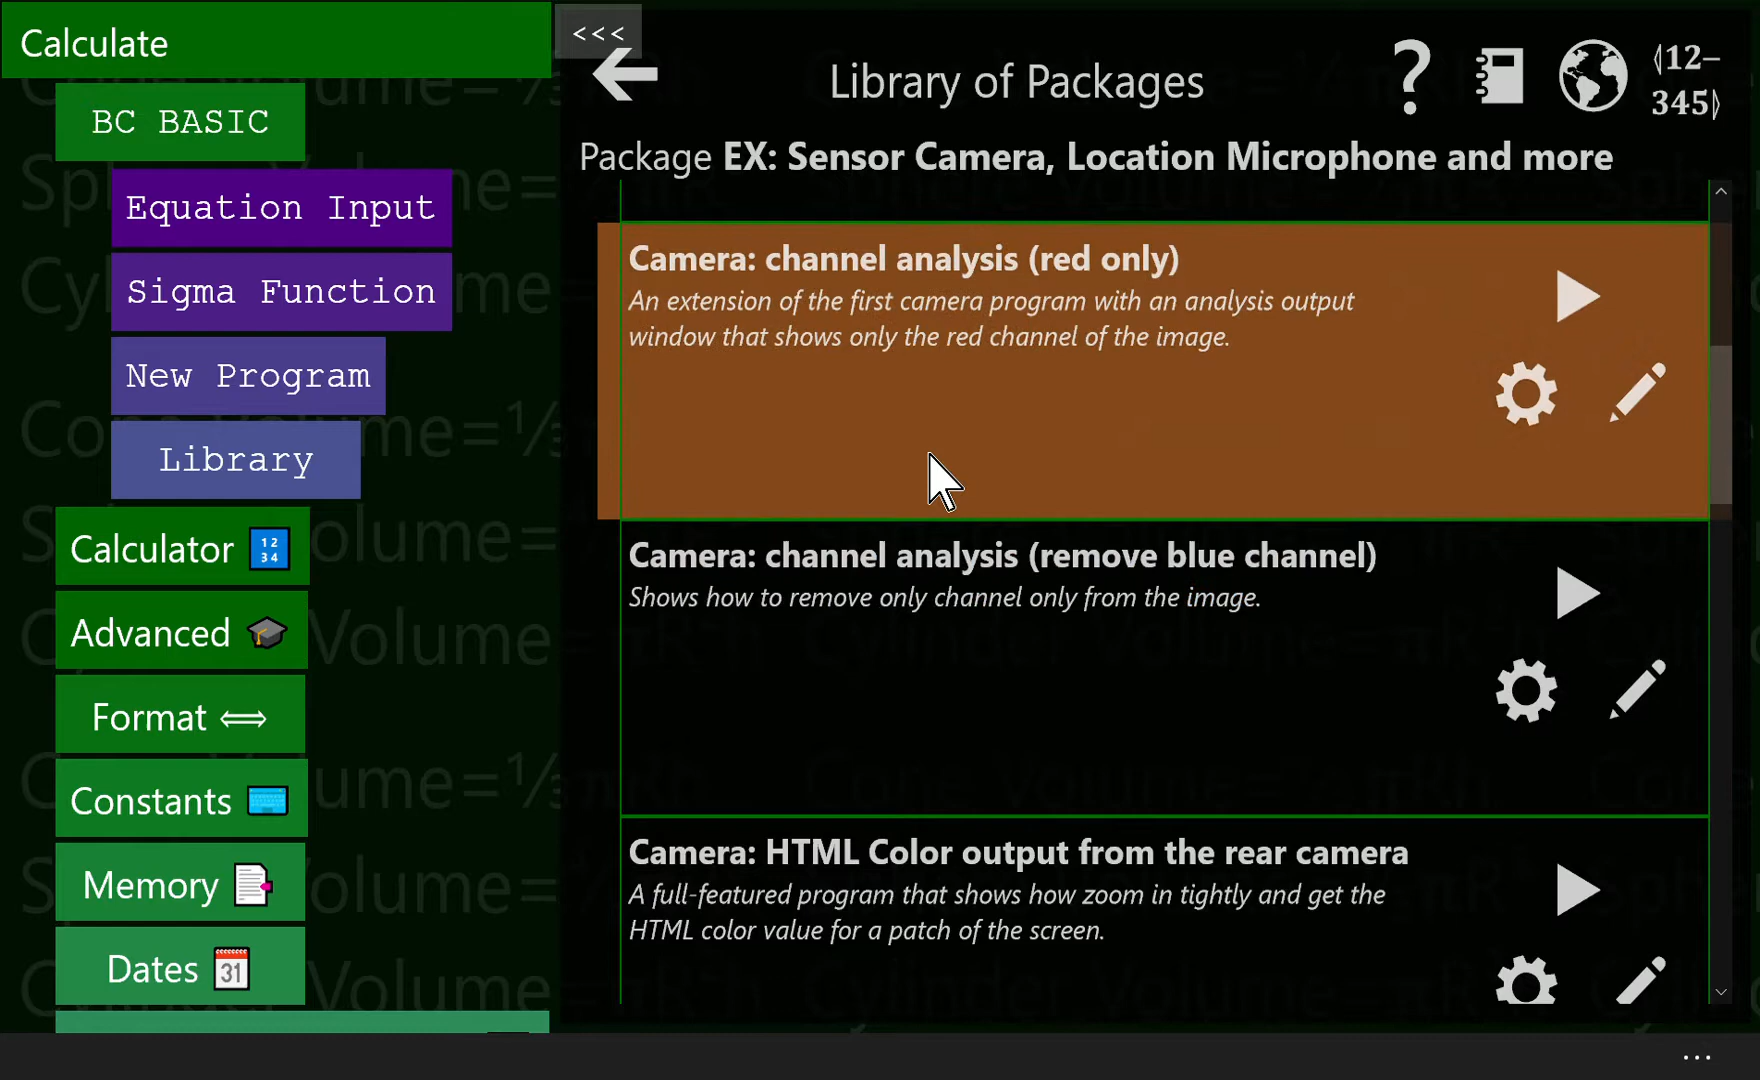 Calculate
BC BASIC
Equation Input
Sigma Function
New Program
Library
Calculator
Advanced
Format ⟺
Constants
Memory
Dates
<<<
Library of Packages
?
⦉12–
345⦊
Package EX: Sensor Camera, Location Microphone and more
Camera: channel analysis (red only)
An extension of the first camera program with an analysis output
window that shows only the red channel of the image.
Camera: channel analysis (remove blue channel)
Shows how to remove only channel only from the image.
Camera: HTML Color output from the rear camera
A full-featured program that shows how zoom in tightly and get the
HTML color value for a patch of the screen.
...